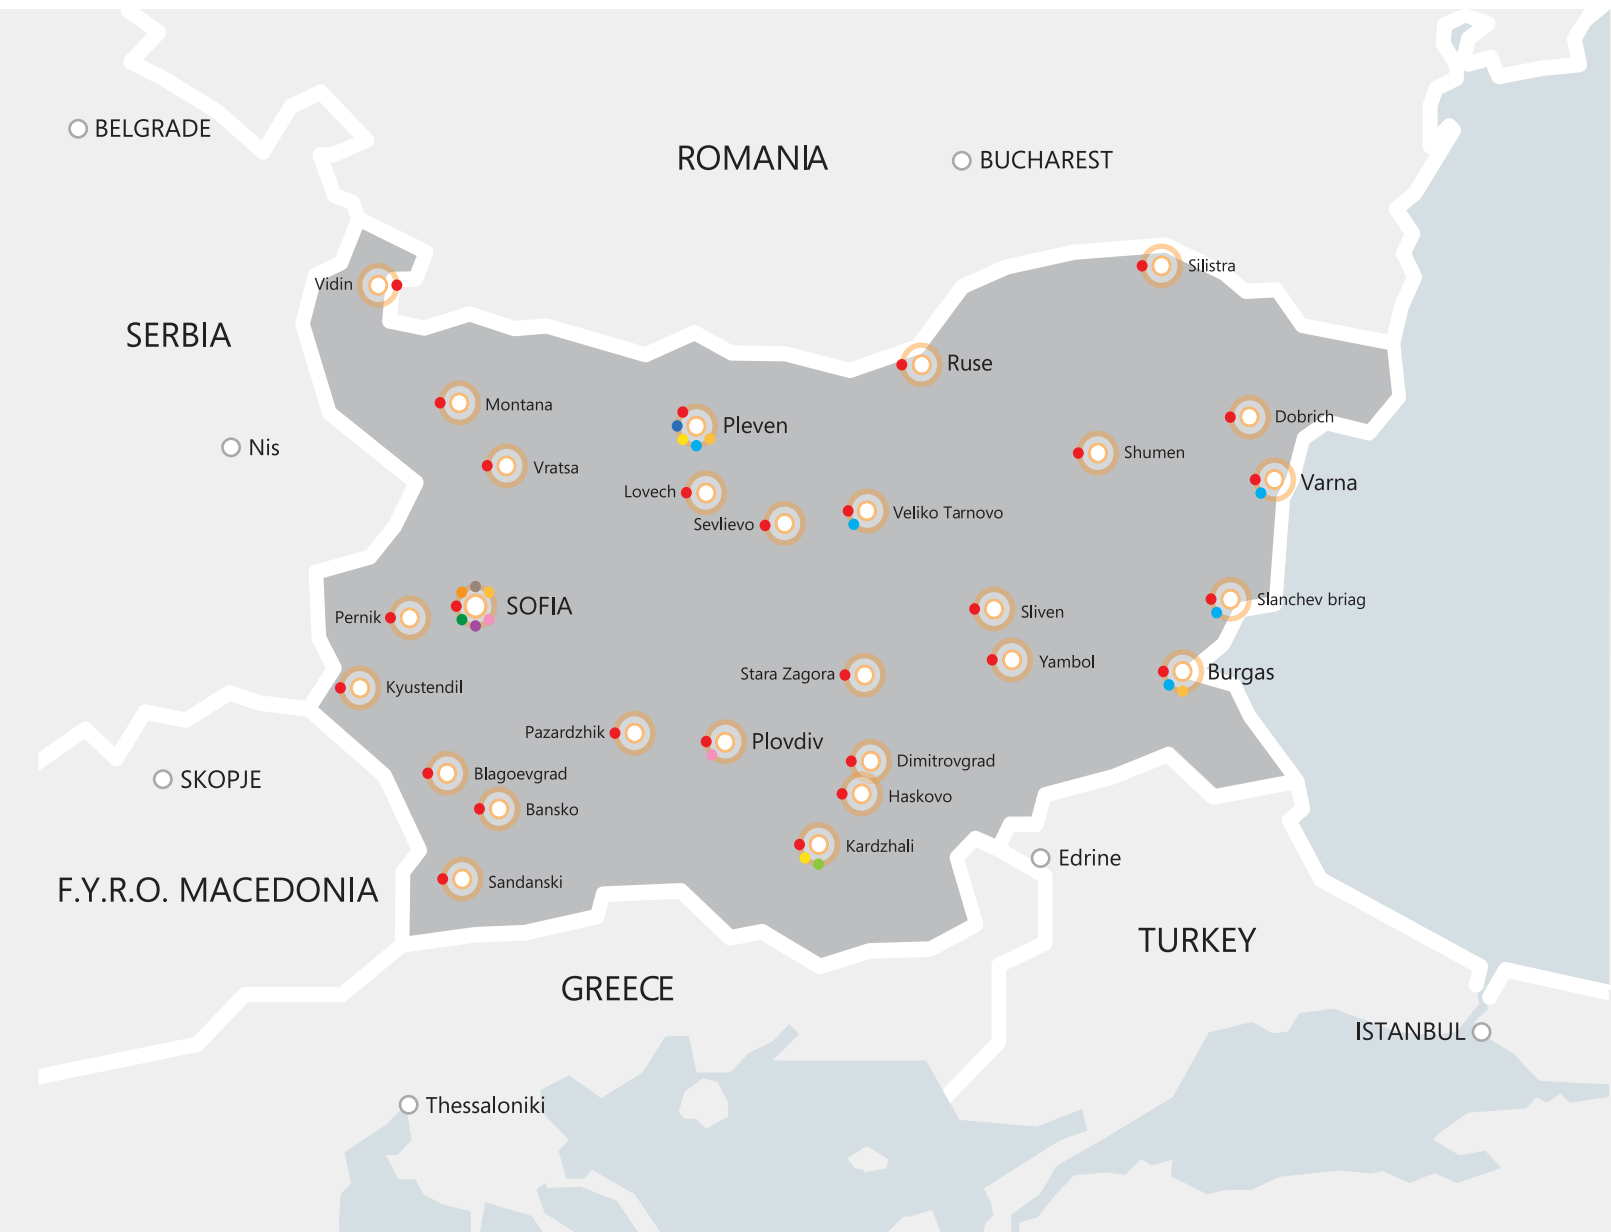 BELGRADE
ROMANIA
BUCHAREST
Silistra
Vidin
SERBIA
Ruse
Montana
Dobrich
Pleven
Nis
Shumen
Vratsa
Varna
Lovech
Veliko Tarnovo
Sevlievo
Slanchev briag
SOFIA
Sliven
Pernik
Yambol
Burgas
Stara Zagora
Kyustendil
Pazardzhik
Plovdiv
Dimitrovgrad
Blagoevgrad
SKOPJE
Haskovo
Bansko
Kardzhali
Edrine
Sandanski
F.Y.R.O. MACEDONIA
TURKEY
GREECE
ISTANBUL
Thessaloniki